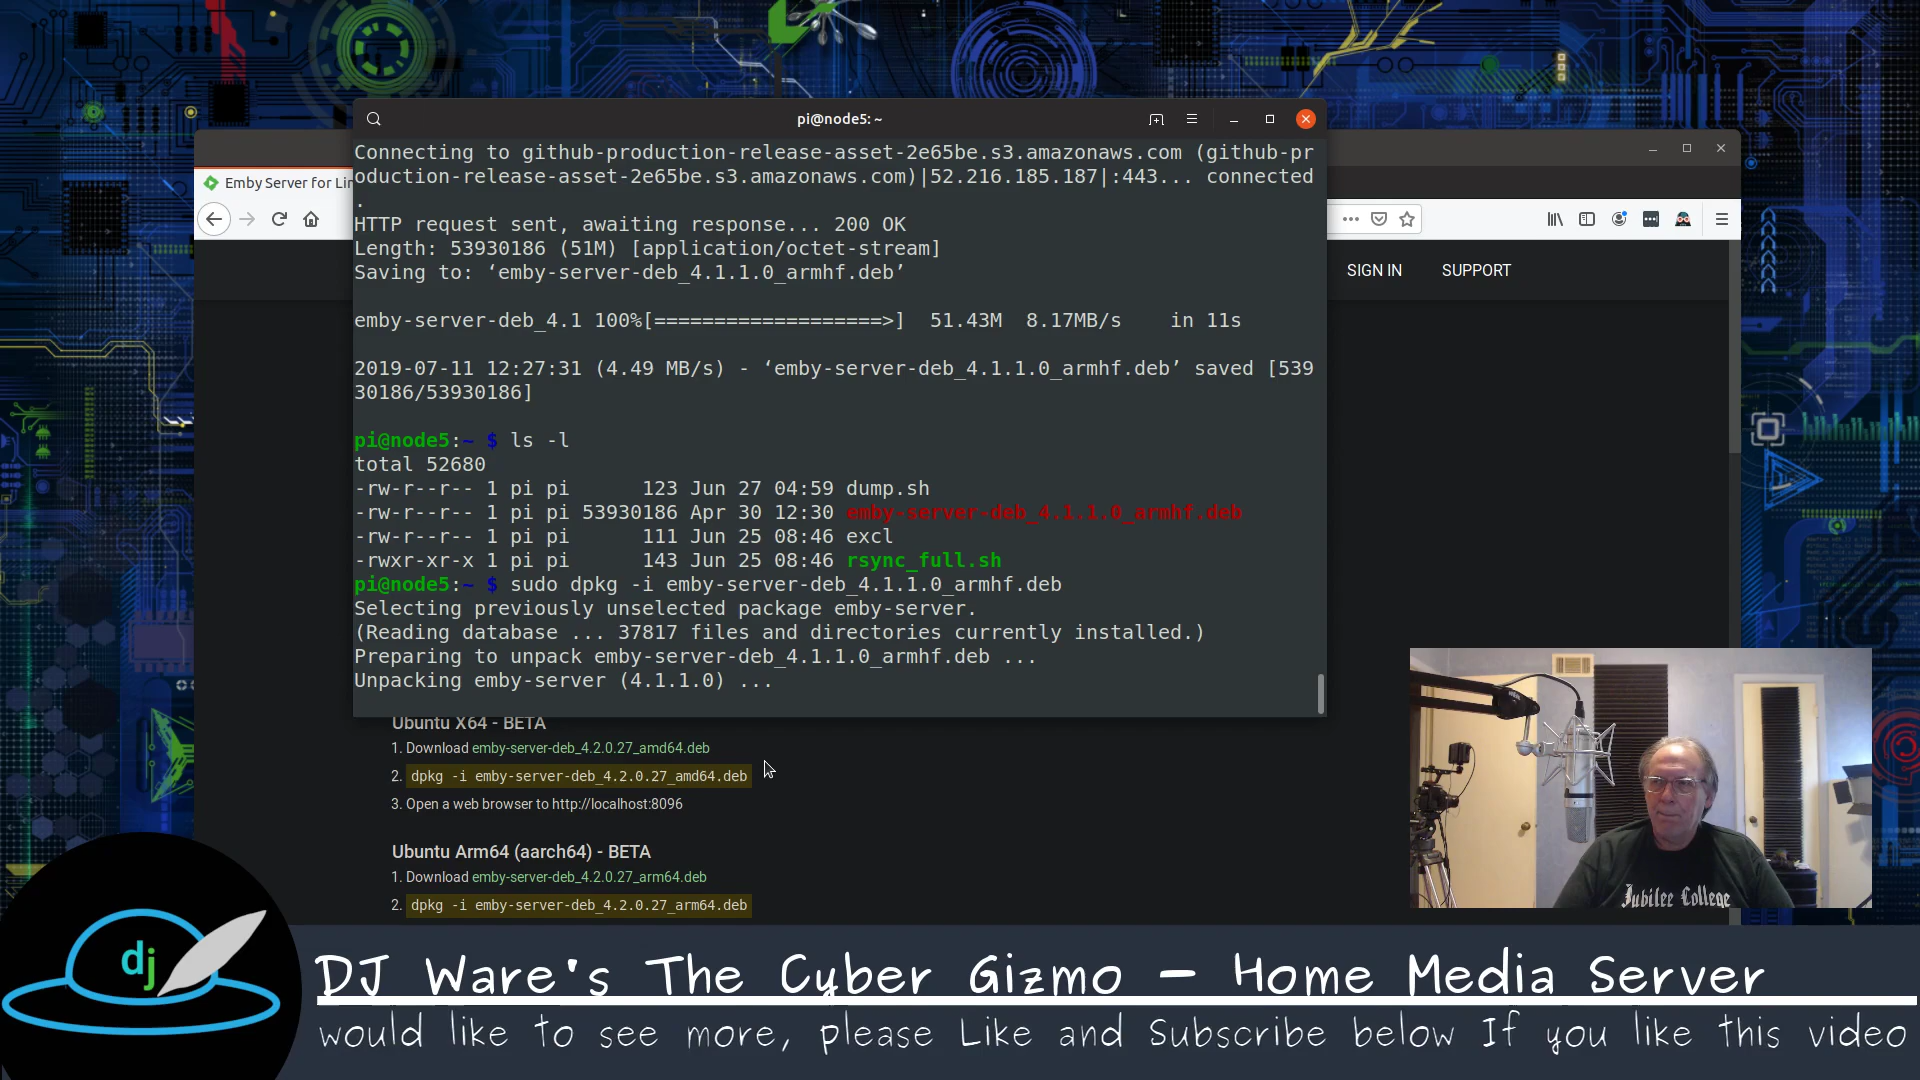 pi@node5: ~
Connecting to github-production-release-asset-2e65be.s3.amazonaws.com (github-pr
oduction-release-asset-2e65be.s3.amazonaws.com)|52.216.185.187|:443... connected
.
HTTP request sent, awaiting response... 200 OK
Length: 53930186 (51M) [application/octet-stream]
Saving to: ‘emby-server-deb_4.1.1.0_armhf.deb’
emby-server-deb_4.1 100%[===================>] 51.43M 8.17MB/s in 11s
2019-07-11 12:27:31 (4.49 MB/s) - ‘emby-server-deb_4.1.1.0_armhf.deb’ saved [539
30186/53930186]
pi@node5:~ $ ls -l
total 52680
-rw-r--r-- 1 pi pi 123 Jun 27 04:59 dump.sh
-rw-r--r-- 1 pi pi 53930186 Apr 30 12:30 emby-server-deb_4.1.1.0_armhf.deb
-rw-r--r-- 1 pi pi 111 Jun 25 08:46 excl
-rwxr-xr-x 1 pi pi 143 Jun 25 08:46 rsync_full.sh
pi@node5:~ $ sudo dpkg -i emby-server-deb_4.1.1.0_armhf.deb
Selecting previously unselected package emby-server.
(Reading database ... 37817 files and directories currently installed.)
Preparing to unpack emby-server-deb_4.1.1.0_armhf.deb ...
Unpacking emby-server (4.1.1.0) ...
Emby Server for Lin
SIGN IN SUPPORT
Ubuntu X64 - BETA
1. Download emby-server-deb_4.2.0.27_amd64.deb
2. dpkg -i emby-server-deb_4.2.0.27_amd64.deb
3. Open a web browser to http://localhost:8096
Ubuntu Arm64 (aarch64) - BETA
1. Download emby-server-deb_4.2.0.27_arm64.deb
2. dpkg -i emby-server-deb_4.2.0.27_arm64.deb
Jubilee College
dj
DJ Ware's The Cyber Gizmo – Home Media Server
would like to see more, please Like and Subscribe below If you like this video